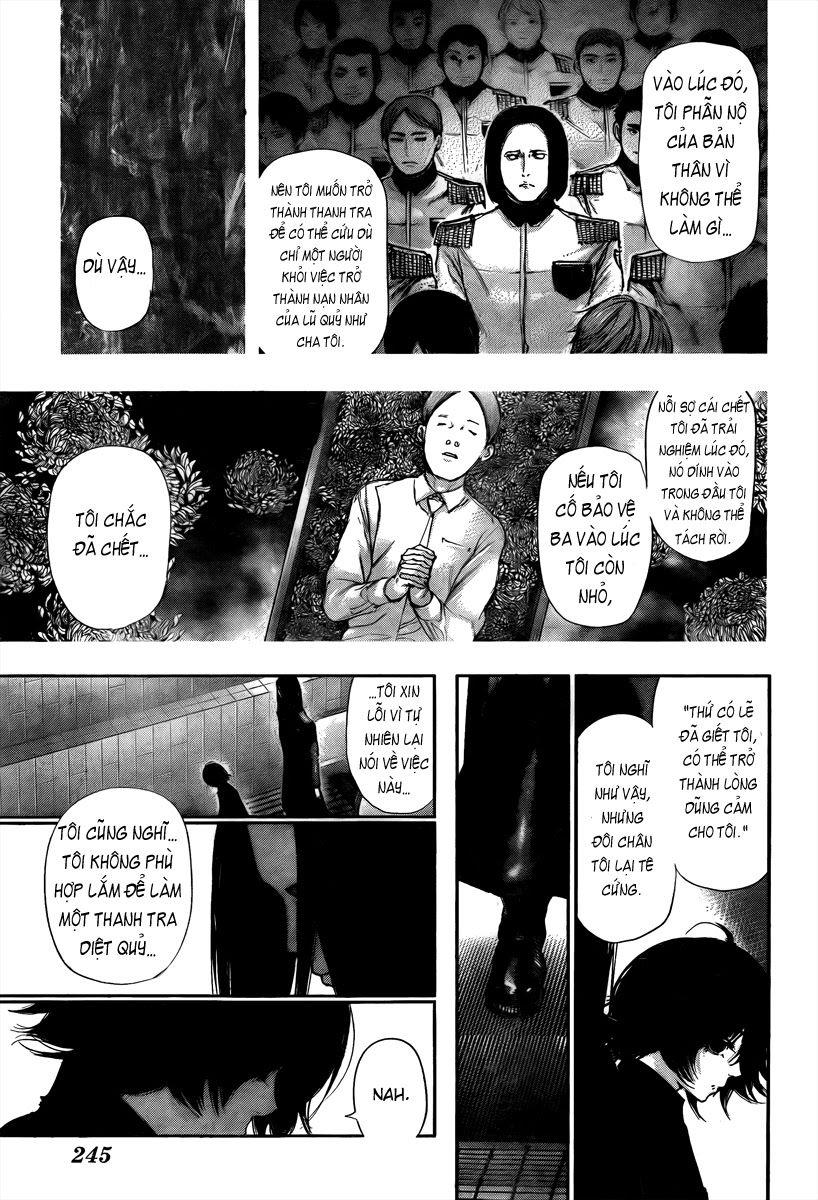 VÀO LÚC ĐÓ,
TÔI PHẪN NỘ
CỦA BẢN
THÂN VÌ
KHÔNG THỂ
LÀM GÌ...
NÊN TÔI MUỐN TRỞ
THÀNH THANH TRA
ĐỂ CÓ THỂ CỨU DÙ
CHỈ MỘT NGƯỜI
KHỎI VIỆC TRỞ
THÀNH NẠN NHÂN
CỦA LŨ QUỶ NHƯ
CHA TÔI.
DÙ VẬY...
NỖI SỢ CÁI CHẾT
TÔI ĐÃ TRẢI
NGHIỆM LÚC ĐÓ,
NÓ DÍNH VÀO
TRONG ĐẦU TÔI
VÀ KHÔNG THỂ
TÁCH RỜI.
NẾU TÔI
CỐ BẢO VỆ
BA VÀO LÚC
TÔI CÒN
NHỎ,
TÔI CHẮC
ĐÃ CHẾT...
"THỨ CÓ LẼ
ĐÃ GIẾT TÔI,
CÓ THỂ TRỞ
THÀNH LÒNG
DŨNG CẢM
CHO TÔI."
TÔI NGHĨ
NHƯ VẬY,
NHƯNG
ĐÔI CHÂN
TÔI LẠI TÊ
CỨNG.
...TÔI XIN
LỖI VÌ TỰ
NHIÊN LẠI
NÓI VỀ VIỆC
NÀY...
TÔI CŨNG NGHĨ...
TÔI KHÔNG PHÙ
HỢP LẮM ĐỂ LÀM
MỘT THANH TRA
DIỆT QUỶ...
NAH.
245